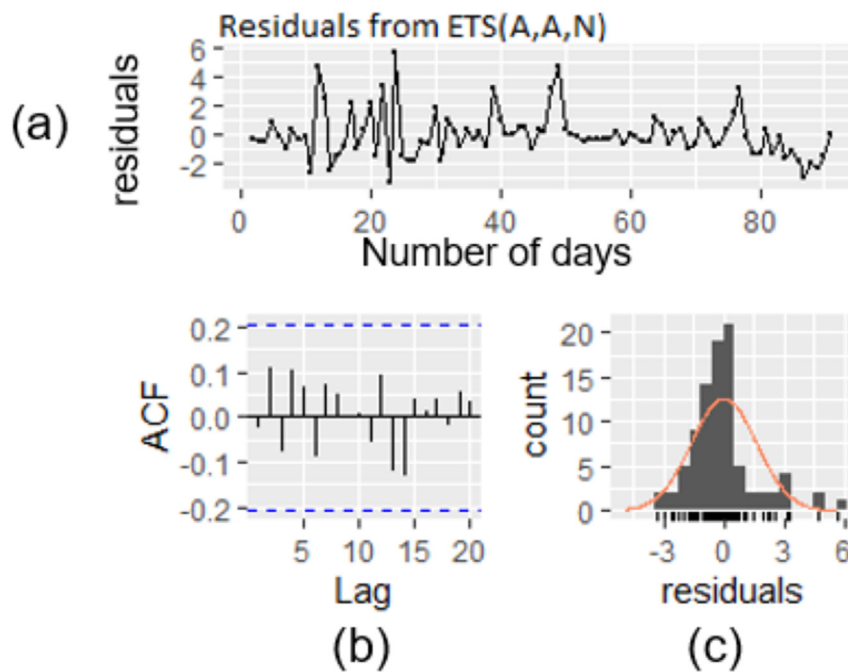 Residuals from ETS(A,A,N)
(a)
residuals
6
4
2
0
-2
0 20 40 60 80
Number of days
ACF
0.2
0.1
0.0
-0.1
-0.2
5 10 15 20
Lag
(b)
count
20
15
10
5
0
-3 0 3 6
residuals
(c)